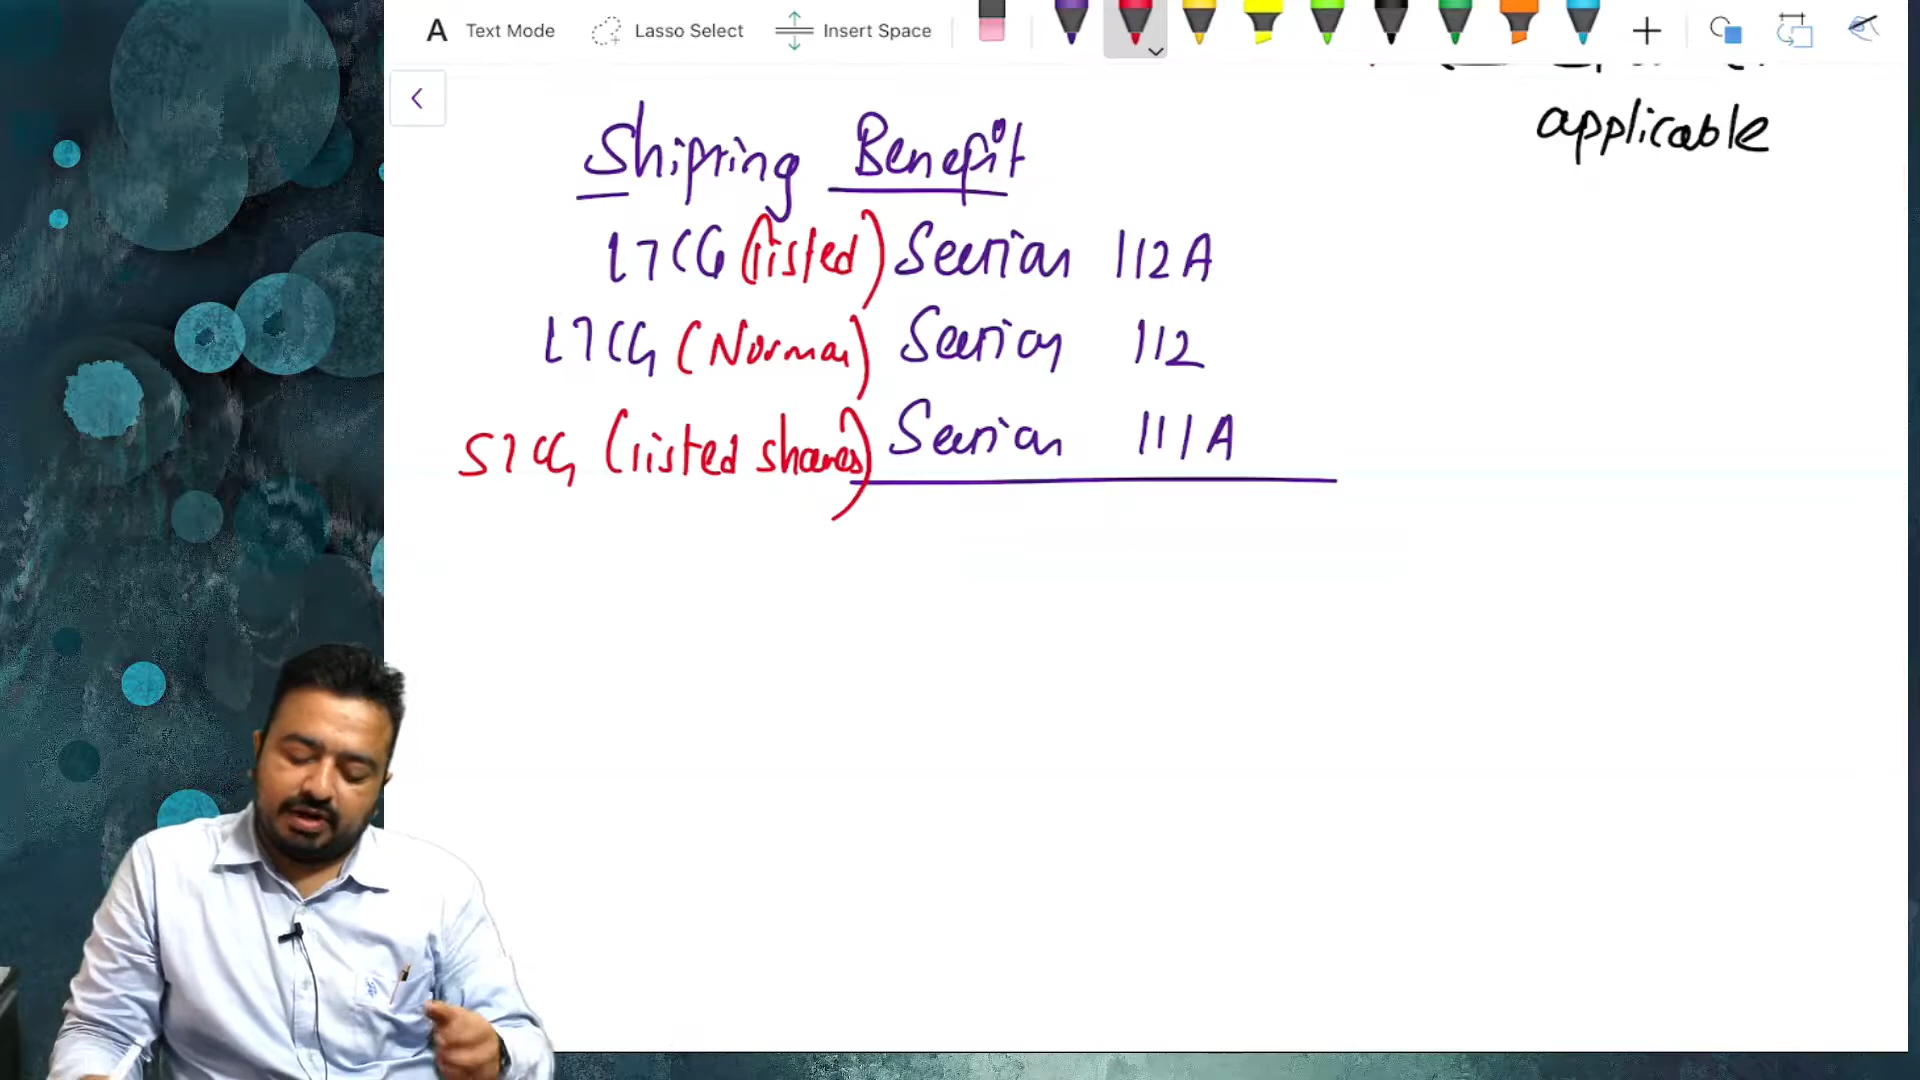 A Text Mode Lasso Select Insert Space
applicable
Shifting Benefit
LTCG (listed) Section 112A
LTCG (Normal) Section 112
STCG (listed shares) Section 111A